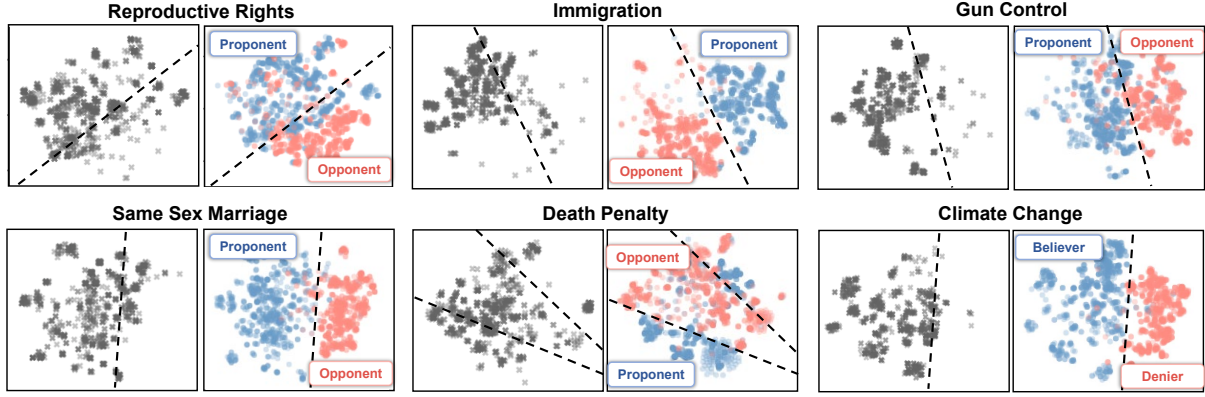 Reproductive Rights
Immigration
Gun Control
Proponent
Opponent
Proponent
Opponent
Proponent
Opponent
Same Sex Marriage
Death Penalty
Climate Change
Proponent
Opponent
Opponent
Proponent
Believer
Denier